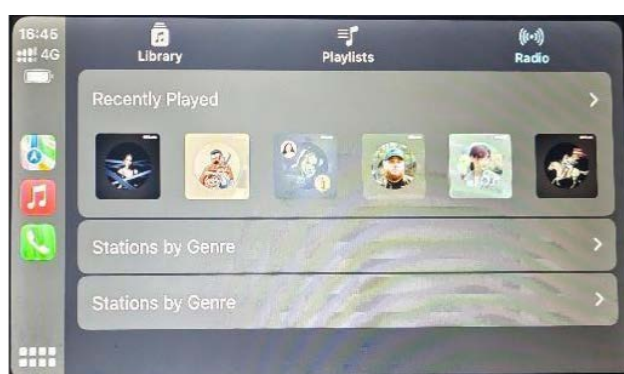 16:45
4G
Library
Playlists
Radio
Recently Played
Stations by Genre
Stations by Genre